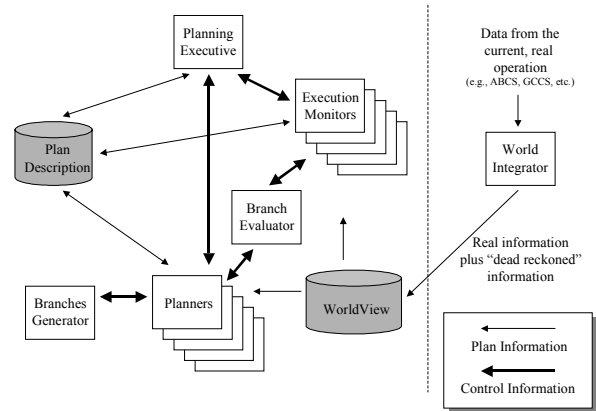 Planning
Executive
Execution
Monitors
Plan
Description
Branch
Evaluator
Branches
Generator
Planners
WorldView
Data from the
current, real
operation
(e.g., ABCS, GCCS, etc.)
World
Integrator
Real information
plus “dead reckoned”
information
Plan Information
Control Information